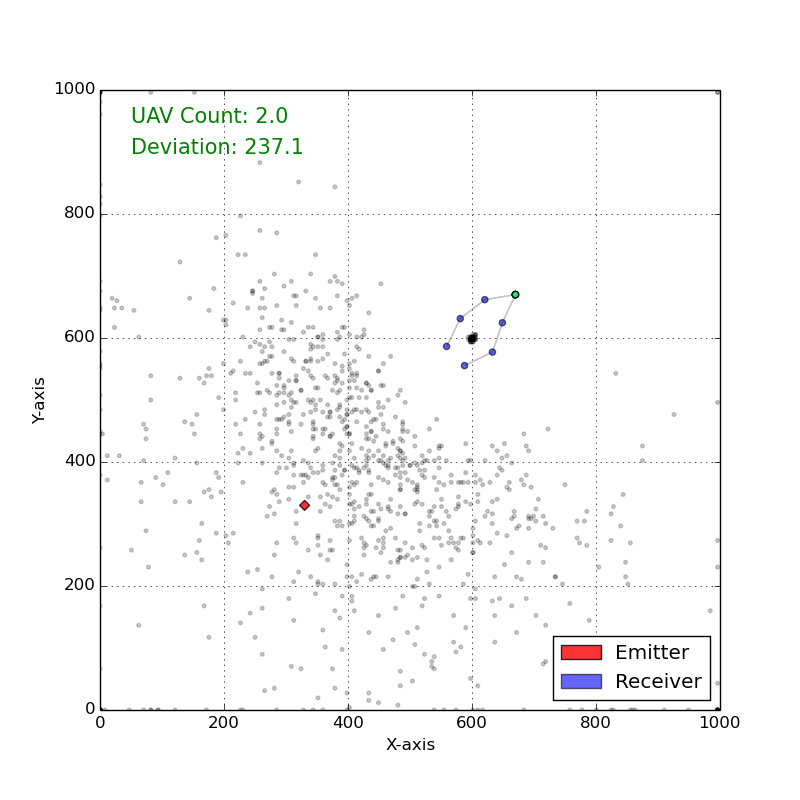 UAV Count: 2.0
Deviation: 237.1
1000
800
600
400
200
0
Y-axis
Emitter
Receiver
0 200 400 600 800 1000
X-axis